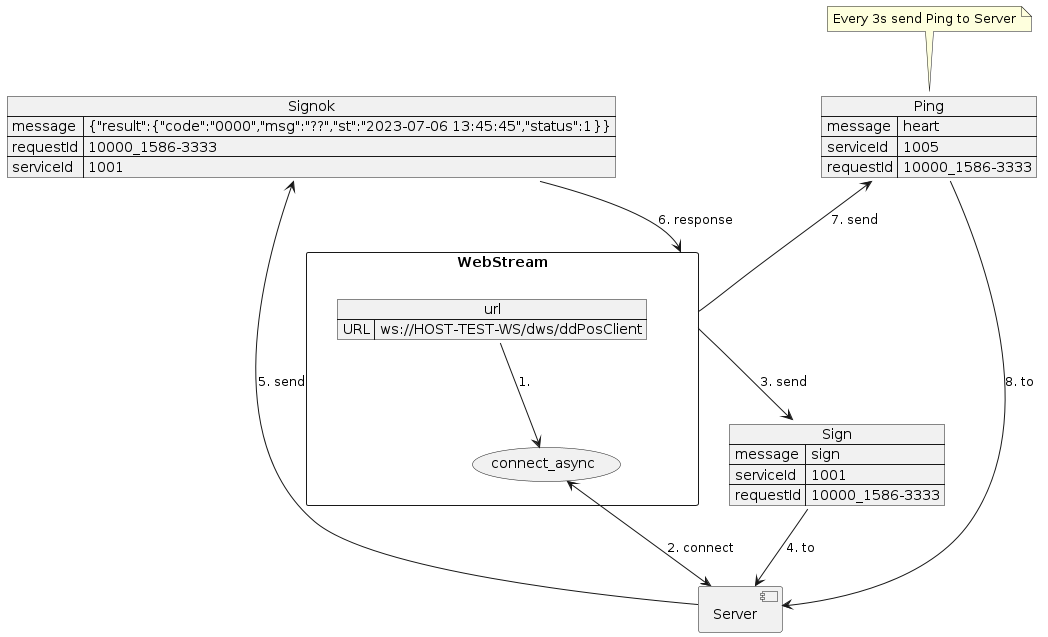 Every 3s send Ping to Server
Signok
message {"result":{"code":"0000","msg":"??","st":"2023-07-06 13:45:45","status":1}}
requestId 10000_1586-3333
serviceId 1001
Ping
message heart
serviceId 1005
requestId 10000_1586-3333
6. response
7. send
WebStream
url
URL ws://HOST-TEST-WS/dws/ddPosClient
5. send
1.
3. send
8. to
Sign
message sign
serviceId 1001
requestId 10000_1586-3333
connect_async
2. connect
4. to
Server